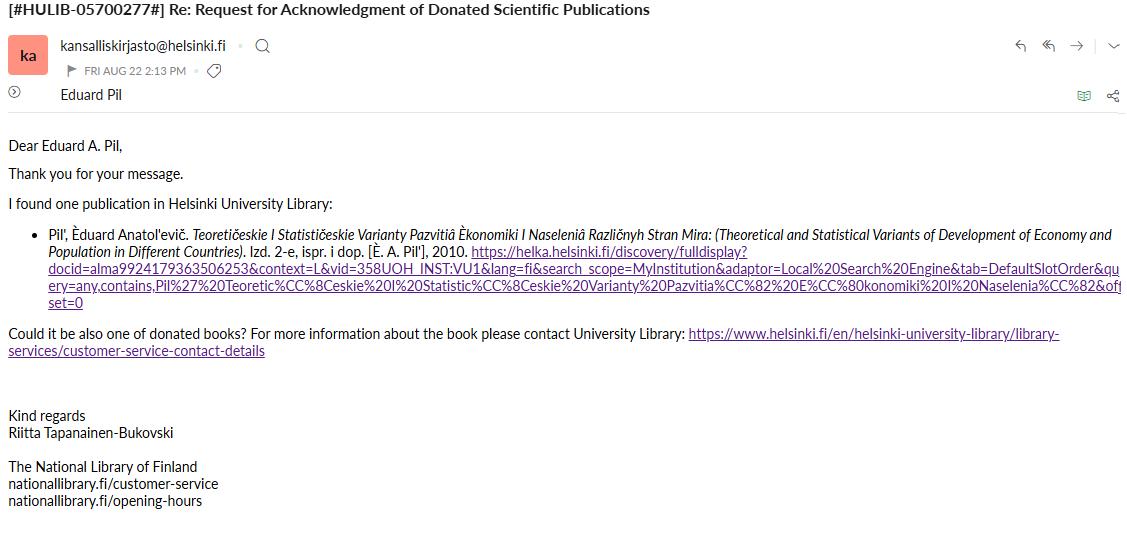 [#HULIB-05700277#] Re: Request for Acknowledgment of Donated Scientific Publications
ka
kansalliskirjasto@helsinki.fi
FRI AUG 22 2:13 PM
Eduard Pil
Dear Eduard A. Pil,
Thank you for your message.
I found one publication in Helsinki University Library:
• Pil', Èduard Anatol'evič. Teoretičeskie I Stističeskie Varianty Pazvitiâ Èkonomiki I Naseleniâ Različnyh Stran Mira: (Theoretical and Statistical Variants of Development of Economy and
Population in Different Countries). Izd. 2-e, ispr. i dop. [È. A. Pil'], 2010. https://helka.helsinki.fi/discovery/fulldisplay?
docid=alma9924179363506253&context=L&vid=358UOH_INST:VU1&lang=fi&search_scope=MyInstitution&adaptor=Local%20Search%20Engine&tab=DefaultSlotOrder&qu
ery=any,contains,Pil%27%20Teoretic%CC%8Ceskie%20I%20Statistic%CC%8Ceskie%20Varianty%20Pazvitia%CC%82%20E%CC%80konomiki%20I%20Naselenia%CC%82&off
set=0
Could it be also one of donated books? For more information about the book please contact University Library: https://www.helsinki.fi/en/helsinki-university-library/library-
services/customer-service-contact-details
Kind regards
Riitta Tapanainen-Bukovski
The National Library of Finland
nationallibrary.fi/customer-service
nationallibrary.fi/opening-hours